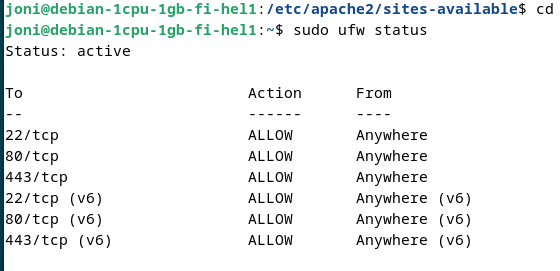 joni@debian-1cpu-1gb-fi-hel1:/etc/apache2/sites-available$ cd
joni@debian-1cpu-1gb-fi-hel1:~$ sudo ufw status
Status: active

To                         Action      From
--                         ------      ----
22/tcp                     ALLOW       Anywhere
80/tcp                     ALLOW       Anywhere
443/tcp                    ALLOW       Anywhere
22/tcp (v6)                ALLOW       Anywhere (v6)
80/tcp (v6)                ALLOW       Anywhere (v6)
443/tcp (v6)               ALLOW       Anywhere (v6)